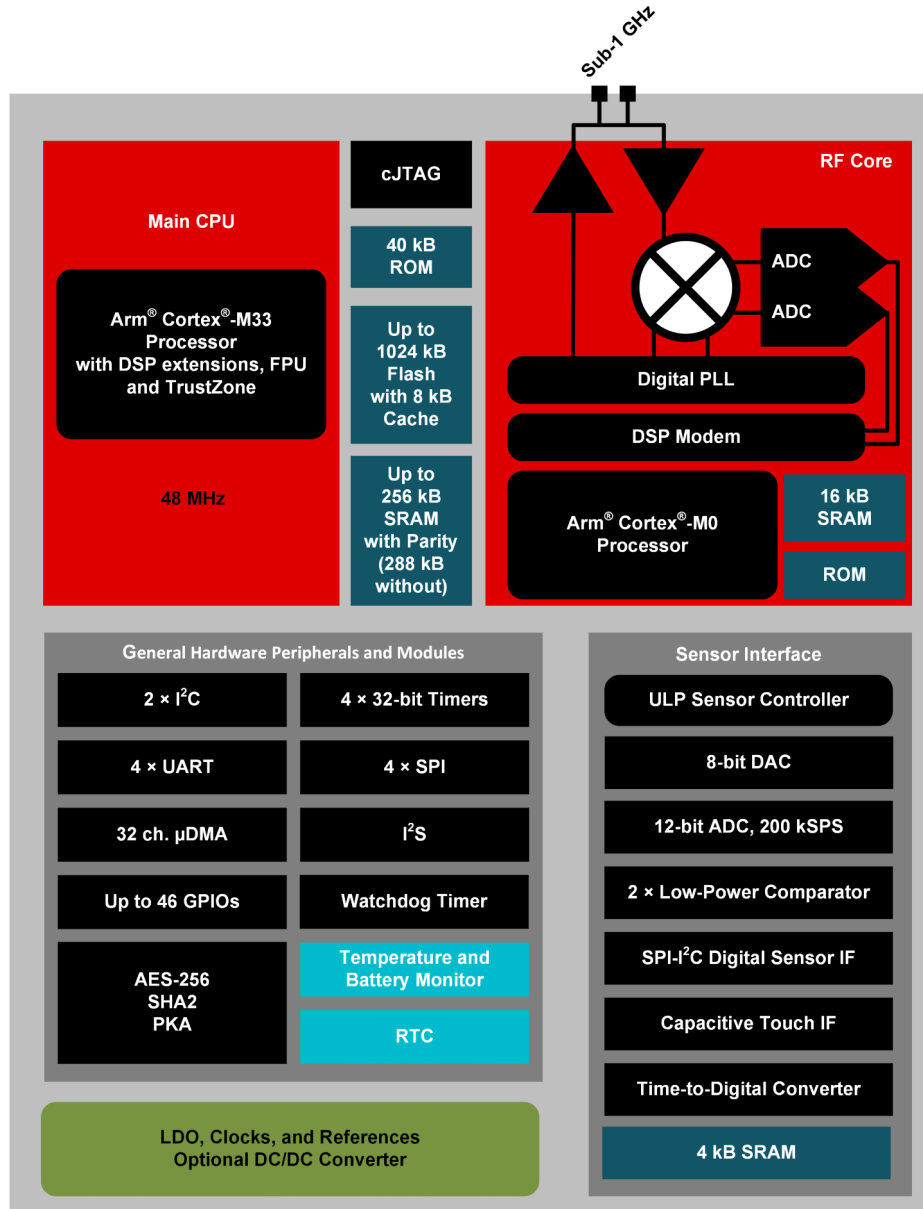 Sub-1 GHz
Main CPU
Arm® Cortex®-M33
Processor
with DSP extensions, FPU
and TrustZone
48 MHz
cJTAG
40 kB
ROM
Up to
1024 kB
Flash
with 8 kB
Cache
Up to
256 kB
SRAM
with Parity
(288 kB
without)
RF Core
ADC
ADC
Digital PLL
DSP Modem
Arm® Cortex®-M0
Processor
16 kB
SRAM
ROM
General Hardware Peripherals and Modules
2 × I²C
4 × 32-bit Timers
4 × UART
4 × SPI
32 ch. µDMA
I²S
Up to 46 GPIOs
Watchdog Timer
AES-256
SHA2
PKA
Temperature and
Battery Monitor
RTC
LDO, Clocks, and References
Optional DC/DC Converter
Sensor Interface
ULP Sensor Controller
8-bit DAC
12-bit ADC, 200 kSPS
2 × Low-Power Comparator
SPI-I²C Digital Sensor IF
Capacitive Touch IF
Time-to-Digital Converter
4 kB SRAM